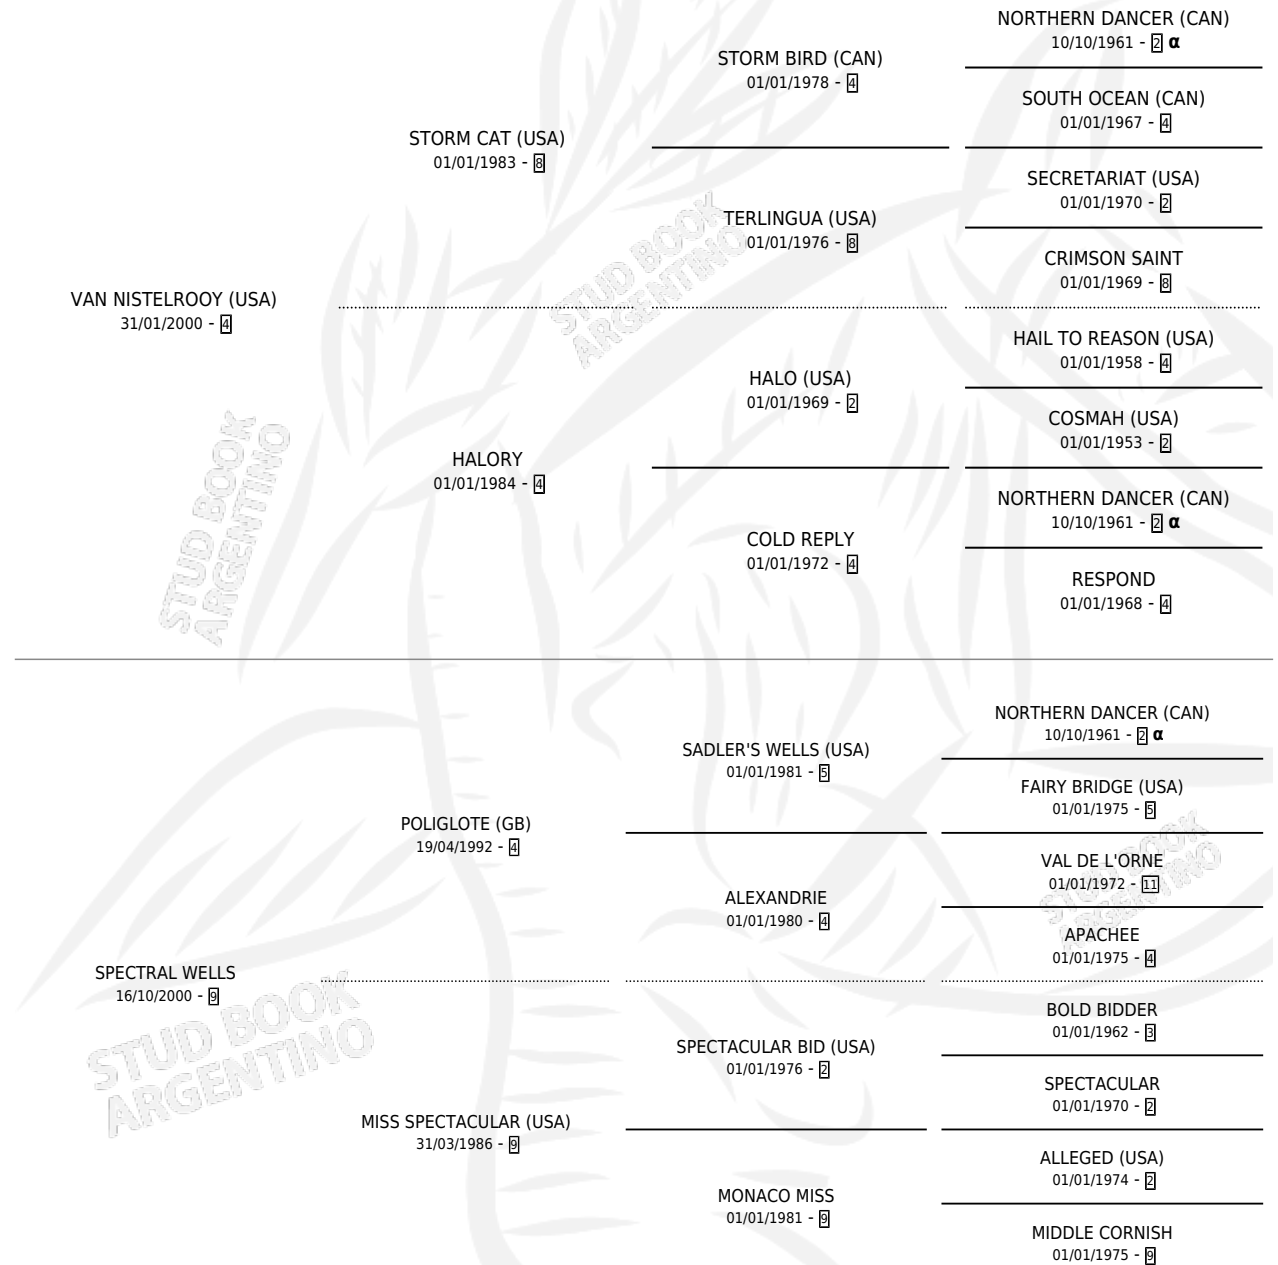 NORTHERN DANCER (CAN)
10/10/1961 - 2 α
STORM BIRD (CAN)
01/01/1978 - 4
SOUTH OCEAN (CAN)
01/01/1967 - 4
STORM CAT (USA)
01/01/1983 - 8
SECRETARIAT (USA)
01/01/1970 - 2
TERLINGUA (USA)
01/01/1976 - 8
CRIMSON SAINT
01/01/1969 - 8
VAN NISTELROOY (USA)
31/01/2000 - 4
HAIL TO REASON (USA)
01/01/1958 - 4
HALO (USA)
01/01/1969 - 2
COSMAH (USA)
01/01/1953 - 2
HALORY
01/01/1984 - 4
NORTHERN DANCER (CAN)
10/10/1961 - 2 α
COLD REPLY
01/01/1972 - 4
RESPOND
01/01/1968 - 4
NORTHERN DANCER (CAN)
10/10/1961 - 2 α
SADLER'S WELLS (USA)
01/01/1981 - 5
FAIRY BRIDGE (USA)
01/01/1975 - 5
POLIGLOTE (GB)
19/04/1992 - 4
VAL DE L'ORNE
01/01/1972 - 11
ALEXANDRIE
01/01/1980 - 4
APACHEE
01/01/1975 - 4
SPECTRAL WELLS
16/10/2000 - 9
BOLD BIDDER
01/01/1962 - 3
SPECTACULAR BID (USA)
01/01/1976 - 2
SPECTACULAR
01/01/1970 - 2
MISS SPECTACULAR (USA)
31/03/1986 - 9
ALLEGED (USA)
01/01/1974 - 2
MONACO MISS
01/01/1981 - 9
MIDDLE CORNISH
01/01/1975 - 9
STUD BOOK
ARGENTINO
STUD BOOK
ARGENTINO
STUD BOOK
ARGENTINO
STUD BOOK
ARGENTINO